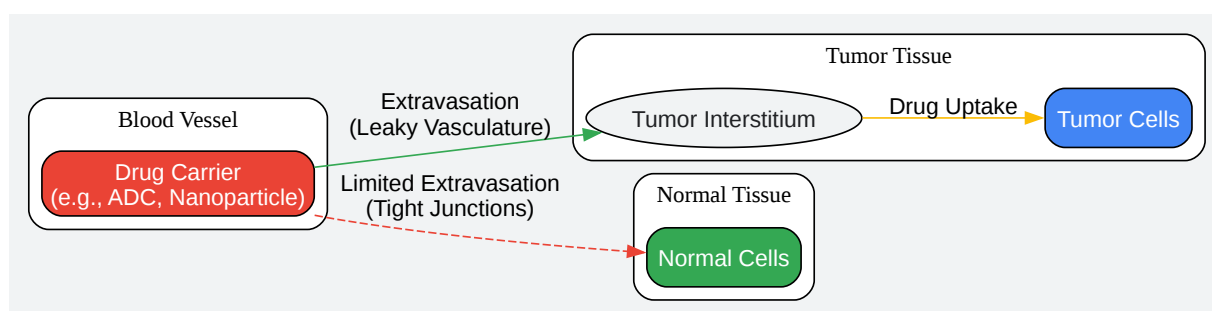 Blood Vessel
Drug Carrier
(e.g., ADC, Nanoparticle)
Extravasation
(Leaky Vasculature)
Limited Extravasation
(Tight Junctions)
Tumor Tissue
Tumor Interstitium
Drug Uptake
Tumor Cells
Normal Tissue
Normal Cells